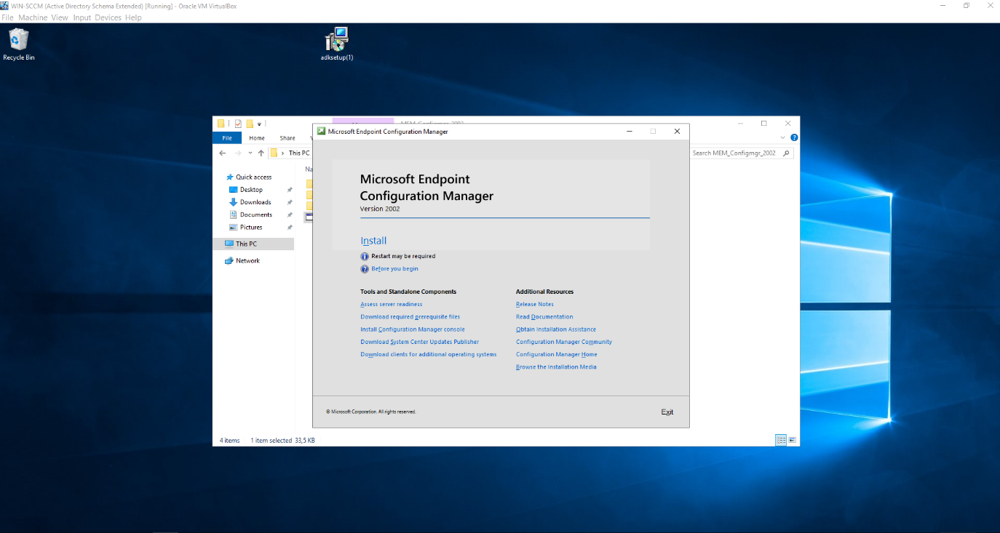 WIN-SCCM (Active Directory Schema Extended) [Running] - Oracle VM VirtualBox
File Machine View Input Devices Help
Recycle Bin
adksetup(1)
File Home Share
This PC
Search MEM_Configmgr_2002
Quick access
Desktop
Downloads
Documents
Pictures
This PC
Network
4 items 1 item selected 33,5 KB
Microsoft Endpoint Configuration Manager
Microsoft Endpoint
Configuration Manager
Version 2002
Install
Restart may be required
Before you begin
Tools and Standalone Components
Assess server readiness
Download required prerequisite files
Install Configuration Manager console
Download System Center Updates Publisher
Download clients for additional operating systems
Additional Resources
Release Notes
Read Documentation
Obtain Installation Assistance
Configuration Manager Community
Configuration Manager Home
Browse the Installation Media
© Microsoft Corporation. All rights reserved.
Exit